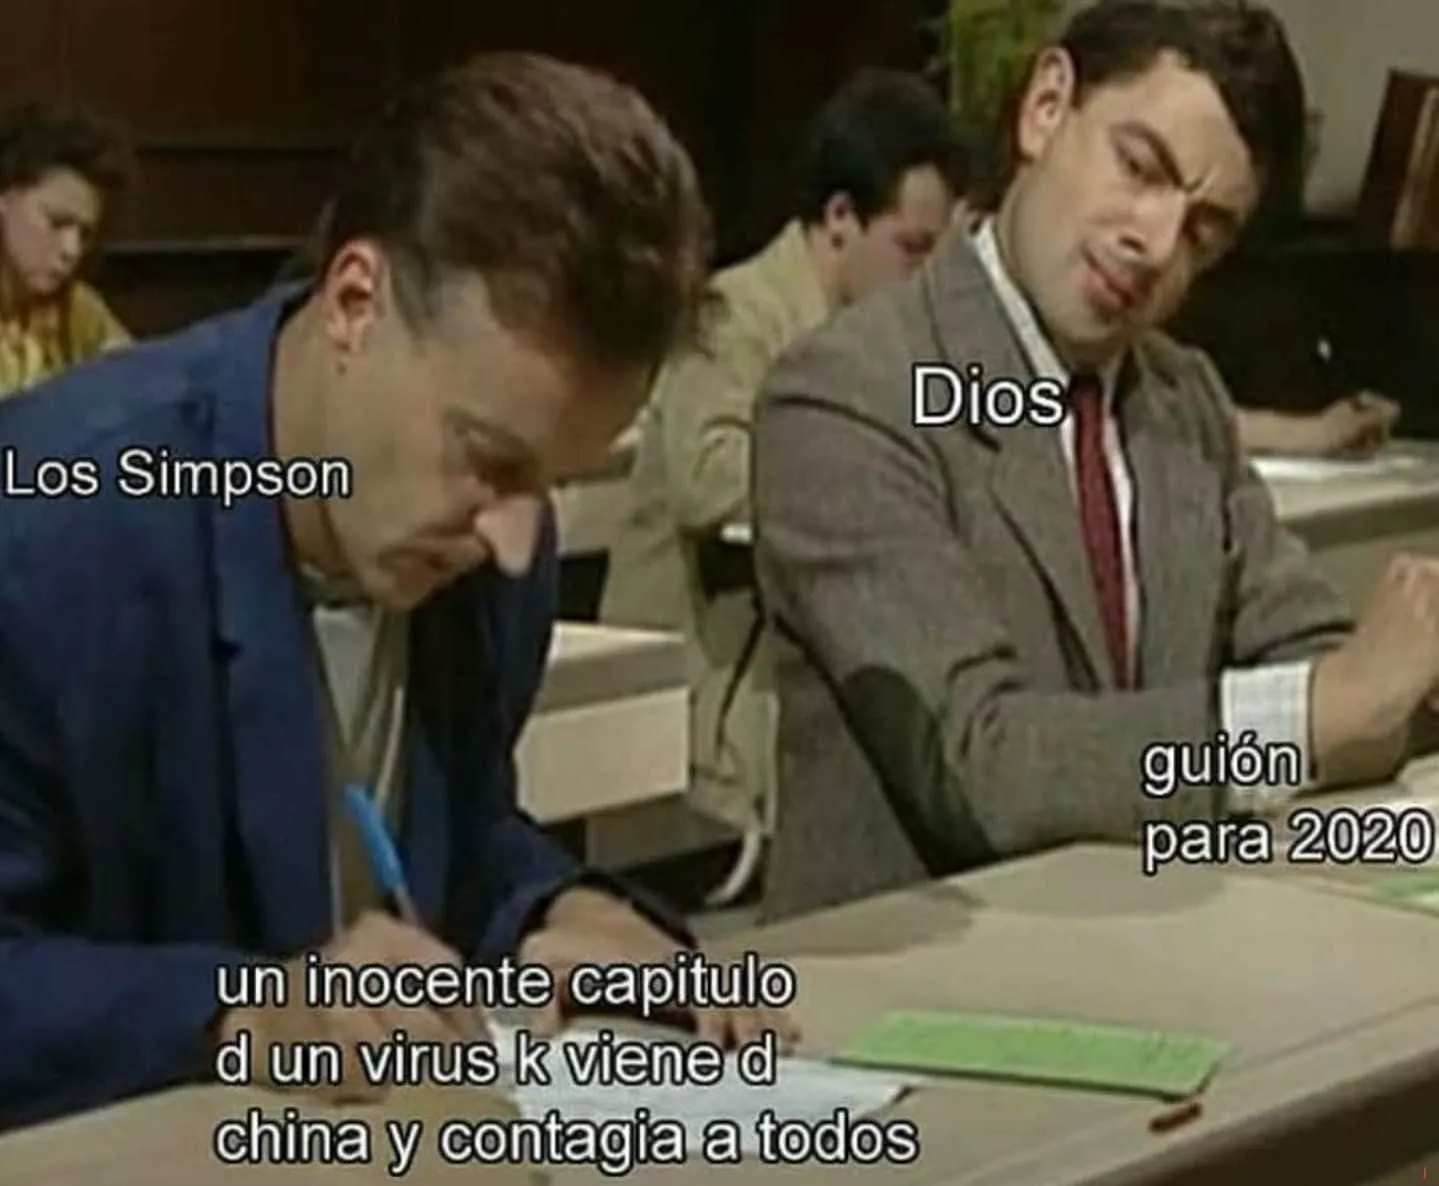 Dios
Los Simpson
guión
para 2020
un inocente capitulo
d un virus k viene d
china y contagia a todos